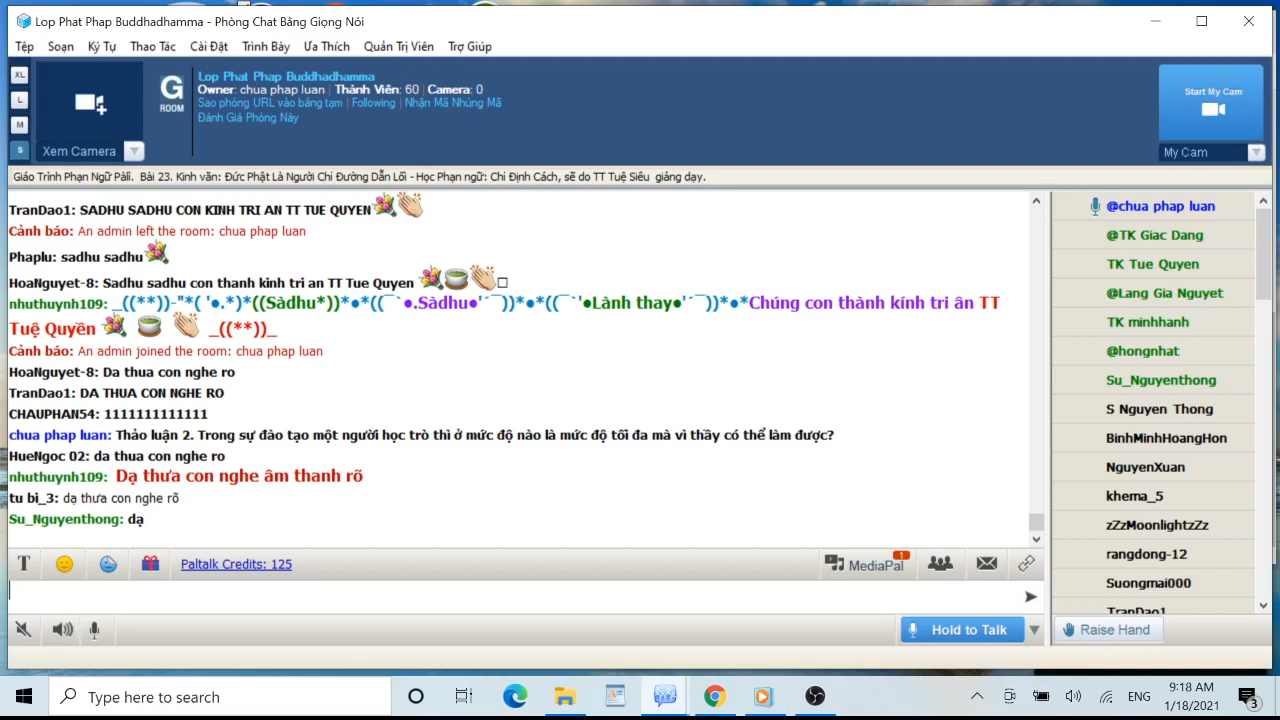 Lop Phat Phap Buddhadhamma - Phòng Chat Bằng Giọng Nói
Tệp Soạn Ký Tự Thao Tác Cài Đặt Trình Bày Ưa Thích Quản Trị Viên Trợ Giúp
XL
L
M
S
Xem Camera
G
ROOM
Lop Phat Phap Buddhadhamma
Owner: chua phap luan | Thành Viên: 60 | Camera: 0
Sao phòng URL vào bảng tạm | Following | Nhận Mã Nhúng Mã
Đánh Giá Phòng Này
Start My Cam
My Cam
Giáo Trình Phạn Ngữ Pàli. Bài 23. Kinh văn: Đức Phật Là Người Chỉ Đường Dẫn Lối - Học Phạn ngữ: Chỉ Định Cách, sẽ do TT Tuệ Siêu giảng dạy.
TranDao1: SADHU SADHU CON KINH TRI AN TT TUE QUYEN
Cảnh báo: An admin left the room: chua phap luan
Phaplu: sadhu sadhu
HoaNguyet-8: Sadhu sadhu con thanh kinh tri an TT Tue Quyen
nhuthuynh109: _((**))-"*( '●.*)*((Sàdhu*))*●*((¯`●.Sàdhu●'´¯))*●*((¯`'●Lành thay●'´¯))*●*Chúng con thành kính tri ân TT
Tuệ Quyền _((**))_
Cảnh báo: An admin joined the room: chua phap luan
HoaNguyet-8: Da thua con nghe ro
TranDao1: DA THUA CON NGHE RO
CHAUPHAN54: 1111111111111
chua phap luan: Thảo luận 2. Trong sự đào tạo một người học trò thì ở mức độ nào là mức độ tối đa mà vì thầy có thể làm được?
HueNgoc 02: da thua con nghe ro
nhuthuynh109: Dạ thưa con nghe âm thanh rõ
tu bi_3: dạ thưa con nghe rõ
Su_Nguyenthong: dạ
@chua phap luan
@TK Giac Dang
TK Tue Quyen
@Lang Gia Nguyet
TK minhhanh
@hongnhat
Su_Nguyenthong
S Nguyen Thong
BinhMinhHoangHon
NguyenXuan
khema_5
zZzMoonlightzZz
rangdong-12
Suongmai000
TranDao1
T
Paltalk Credits: 125
MediaPal 1
Hold to Talk
Raise Hand
Type here to search
ENG
9:18 AM
1/18/2021
3